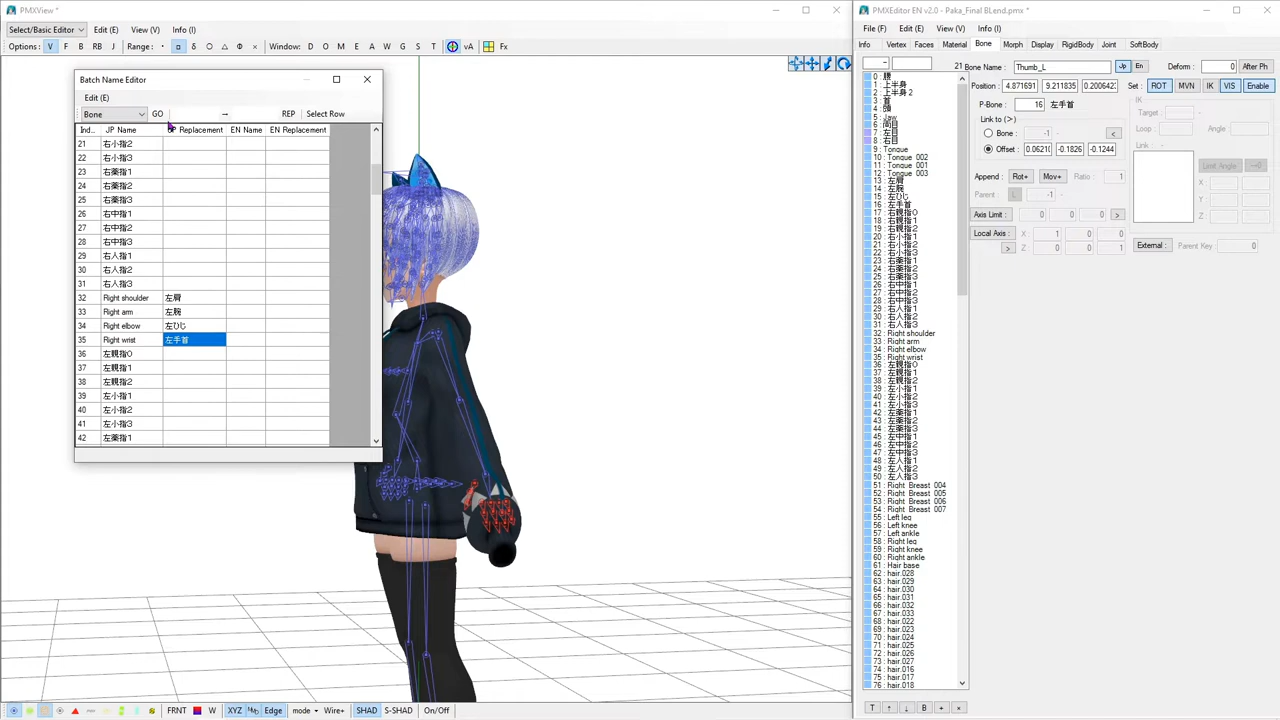 PMXView *
Select/Basic Editor Edit (E) View (V) Info (I)
Options: V F B RB J Range: Window: D O M E A W G S T vA Fx
Batch Name Editor
Edit (E)
Bone GO → REP Select Row
Ind... JP Name Replacement EN Name EN Replacement
21 右小指2
22 右小指3
23 右薬指1
24 右薬指2
25 右薬指3
26 右中指1
27 右中指2
28 右中指3
29 右人指1
30 右人指2
31 右人指3
32 Right shoulder 左肩
33 Right arm 左腕
34 Right elbow 左ひじ
35 Right wrist 左手首
36 左親指0
37 左親指1
38 左親指2
39 左小指1
40 左小指2
41 左小指3
42 左薬指1
FRNT W XYZ Edge mode Wire+ SHAD S-SHAD On/Off
PMXEditor EN v2.0 - Paka_Final BLend.pmx *
File (F) Edit (E) View (V) Info (I)
Info Vertex Faces Material Bone Morph Display RigidBody Joint SoftBody
21 Bone Name: Thumb_L Jp En Deform: 0 After Ph
Position: 4.871691 9.211835 0.200642 Set: ROT MVN IK VIS Enable
P-Bone: 16 左手首
Link to (>)
Bone: -1 <
Offset: 0.0621 -0.1826 -0.1244
Append: Rot+ Mov+ Ratio: 1
Parent: L -1
Axis Limit: 0 0 0 >
Local Axis: X 1 0 0
> Z 0 0 1
IK
Target:
Loop: Angle:
Link:
Limit Angle
X:
Y:
Z:
External: Parent Key: 0
0 : 腰
1 : 上半身
2 : 上半身2
3 : 首
4 : 頭
5 : Jaw
6 : 両目
7 : 左目
8 : 右目
9 : Tongue
10 : Tongue_002
11 : Tongue_001
12 : Tongue_003
13 : 左肩
14 : 左腕
15 : 左ひじ
16 : 左手首
17 : 右親指0
18 : 右親指1
19 : 右親指2
20 : 右小指1
21 : 右小指2
22 : 右小指3
23 : 右薬指1
24 : 右薬指2
25 : 右薬指3
26 : 右中指1
27 : 右中指2
28 : 右中指3
29 : 右人指1
30 : 右人指2
31 : 右人指3
32 : Right shoulder
33 : Right arm
34 : Right elbow
35 : Right wrist
36 : 左親指0
37 : 左親指1
38 : 左親指2
39 : 左小指1
40 : 左小指2
41 : 左小指3
42 : 左薬指1
43 : 左薬指2
44 : 左薬指3
45 : 左中指1
46 : 左中指2
47 : 左中指3
48 : 左人指1
49 : 左人指2
50 : 左人指3
51 : Right_Breast_004
52 : Right_Breast_005
53 : Right_Breast_006
54 : Right_Breast_007
55 : Left leg
56 : Left knee
57 : Left ankle
58 : Right leg
59 : Right knee
60 : Right ankle
61 : Hair base
62 : hair.028
63 : hair.029
64 : hair.030
65 : hair.031
66 : hair.032
67 : hair.033
68 : hair.022
69 : hair.023
70 : hair.024
71 : hair.025
72 : hair.026
73 : hair.027
74 : hair.016
75 : hair.017
76 : hair.018
T ↑ ↓ B + ×